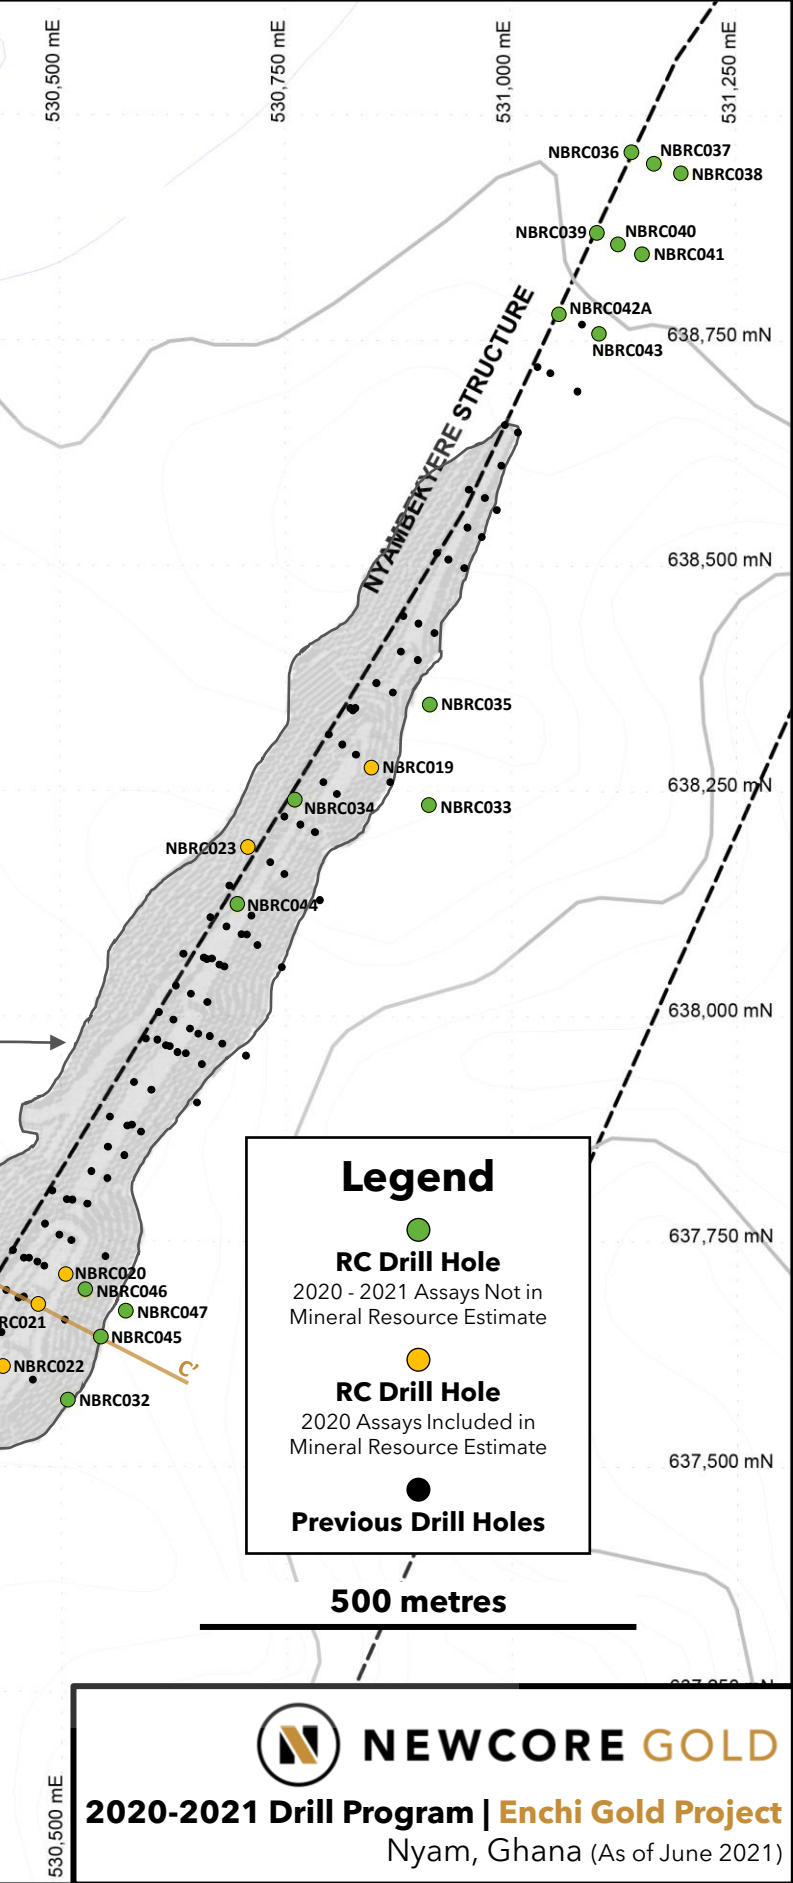 530,500 mE
530,750 mE
531,000 mE
531,250 mE
NBRC036
NBRC037
NBRC038
NBRC039
NBRC040
NBRC041
NBRC042A
NBRC043
638,750 mN
NYAMBEKYERE STRUCTURE
638,500 mN
NBRC035
NBRC019
638,250 mN
NBRC034
NBRC033
NBRC023
NBRC044
638,000 mN
637,750 mN
NBRC020
NBRC046
NBRC047
RC021
NBRC045
NBRC022
C'
NBRC032
637,500 mN
Legend
RC Drill Hole
2020 - 2021 Assays Not in
Mineral Resource Estimate
RC Drill Hole
2020 Assays Included in
Mineral Resource Estimate
Previous Drill Holes
500 metres
530,500 mE
N NEWCORE GOLD
2020-2021 Drill Program | Enchi Gold Project
Nyam, Ghana (As of June 2021)